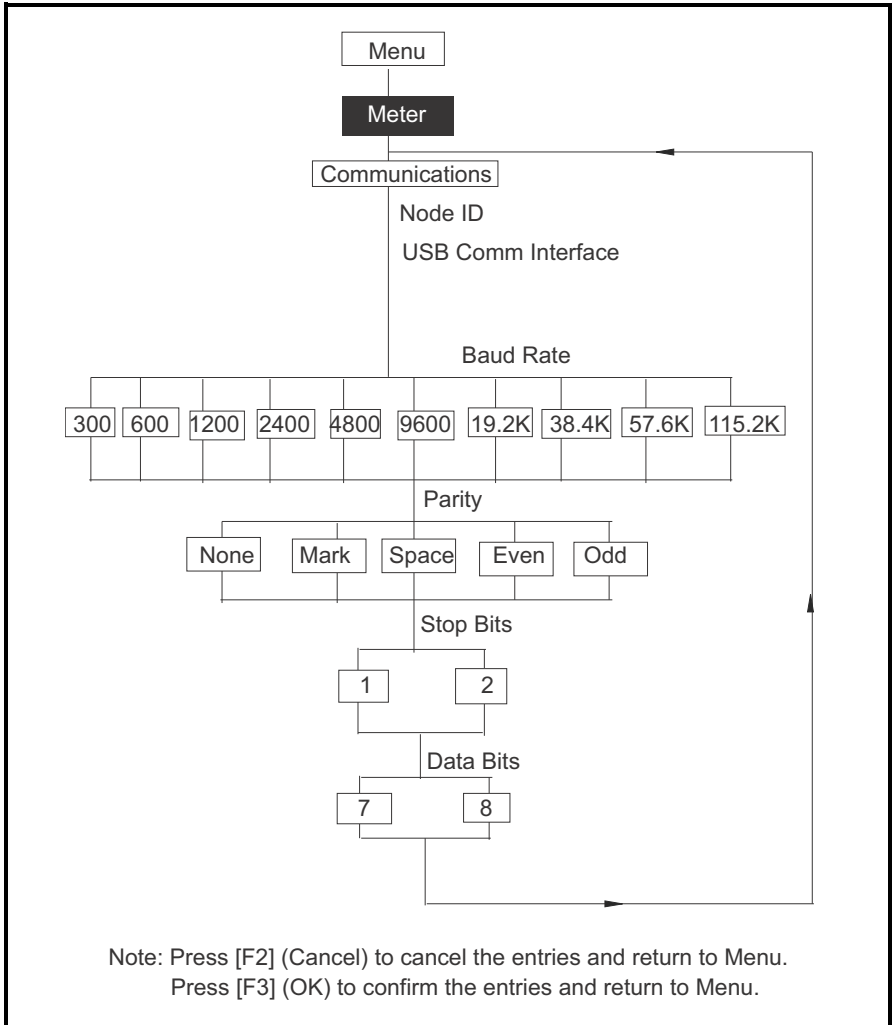 Menu
Meter
Communications
Node ID
USB Comm Interface
Baud Rate
300 600 1200 2400 4800 9600 19.2K 38.4K 57.6K 115.2K
Parity
None Mark Space Even Odd
Stop Bits
1 2
Data Bits
7 8
Note: Press [F2] (Cancel) to cancel the entries and return to Menu.
Press [F3] (OK) to confirm the entries and return to Menu.